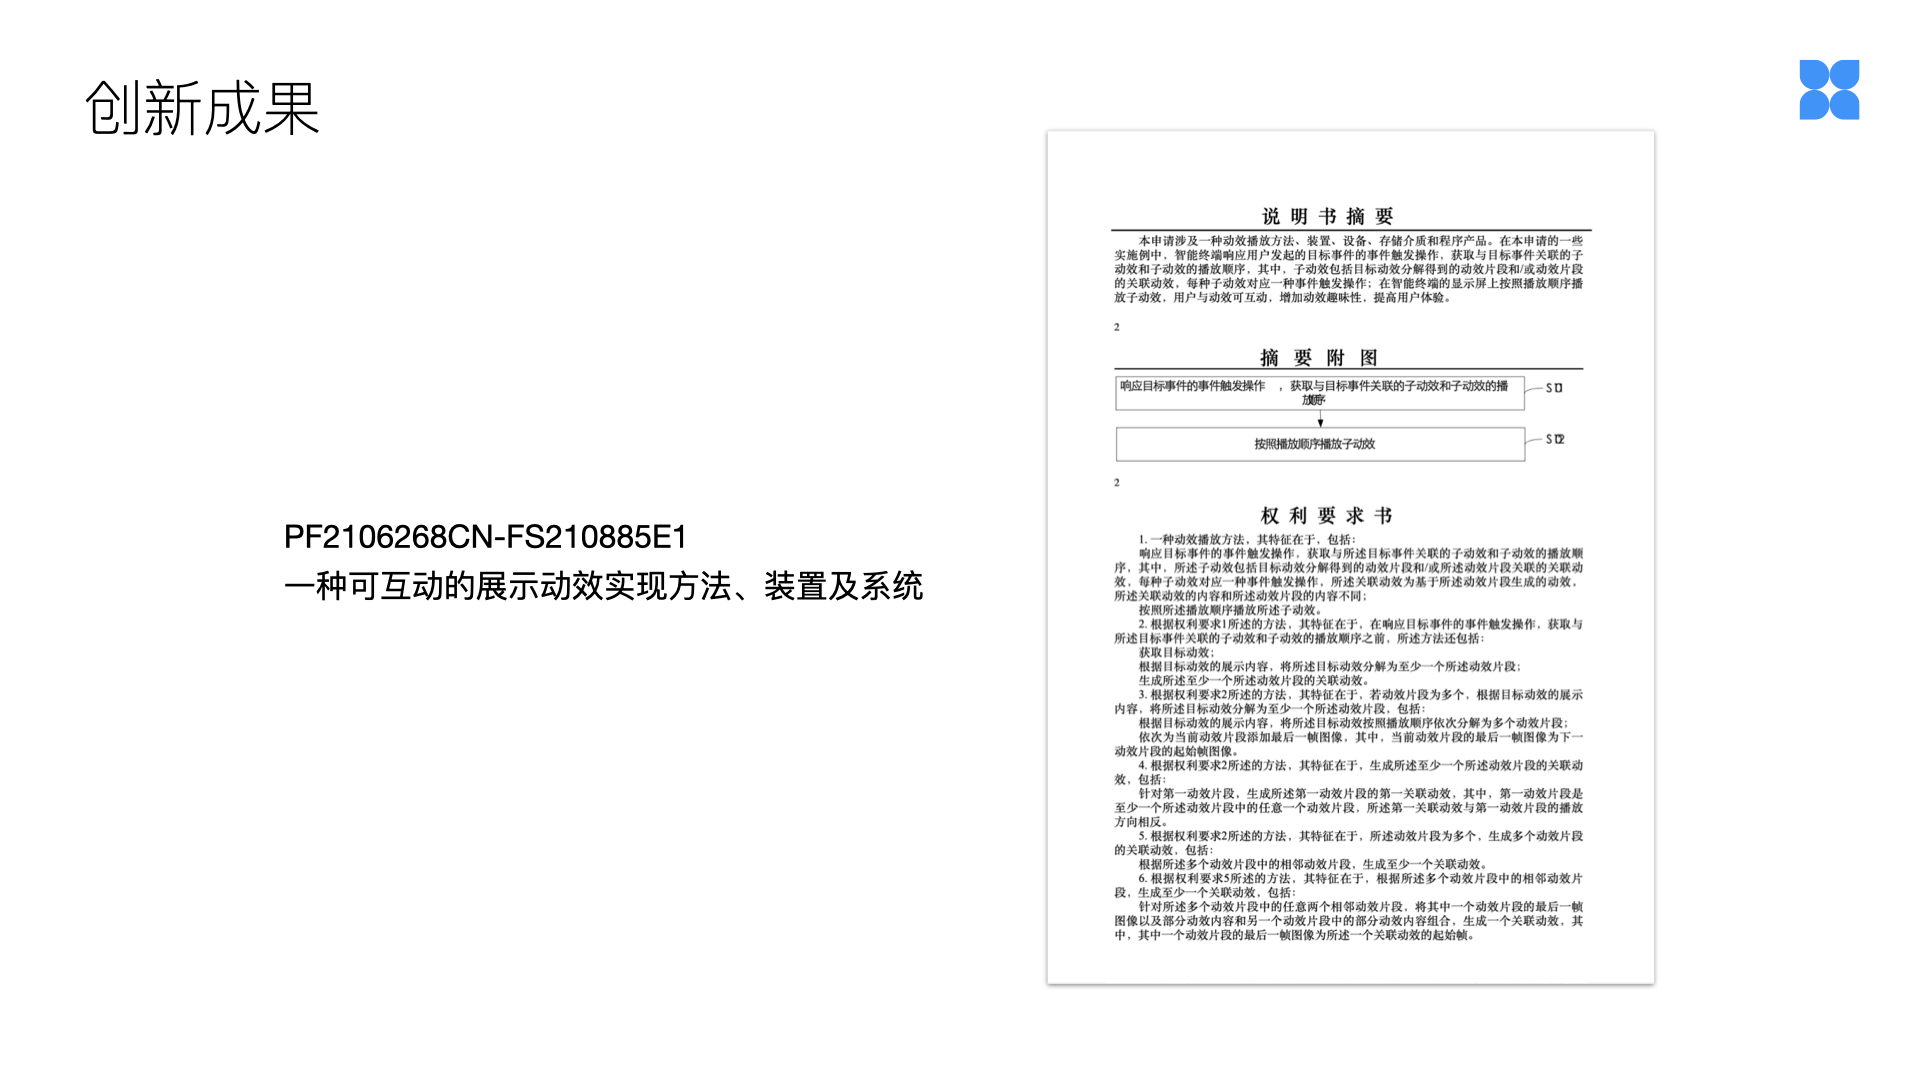 创新成果
PF2106268CN-FS210885E1
一种可互动的展示动效实现方法、装置及系统
说明书摘要
本申请涉及一种动效播放方法、装置、设备、存储介质和程序产品。在本申请的一些
实施例中，智能终端响应用户发起的目标事件的事件触发操作，获取与目标事件关联的子
动效和子动效的播放顺序，其中，子动效包括目标动效分解得到的动效片段和/或动效片段
的关联动效，每种子动效对应一种事件触发操作；在智能终端的显示屏上按照播放顺序播
放子动效，用户与动效可互动，增加动效趣味性，提高用户体验。
2
摘要附图
响应目标事件的事件触发操作，获取与目标事件关联的子动效和子动效的播
放顺序
S11
按照播放顺序播放子动效
S12
2
权利要求书
1. 一种动效播放方法，其特征在于，包括：
响应目标事件的事件触发操作，获取与所述目标事件关联的子动效和子动效的播放顺
序，其中，所述子动效包括目标动效分解得到的动效片段和/或所述动效片段关联的关联动
效，每种子动效对应一种事件触发操作，所述关联动效为基于所述动效片段生成的动效，
所述关联动效的内容和所述动效片段的内容不同；
按照所述播放顺序播放所述子动效。
2. 根据权利要求1所述的方法，其特征在于，在响应目标事件的事件触发操作，获取与
所述目标事件关联的子动效和子动效的播放顺序之前，所述方法还包括：
获取目标动效；
根据目标动效的展示内容，将所述目标动效分解为至少一个所述动效片段；
生成所述至少一个所述动效片段的关联动效。
3. 根据权利要求2所述的方法，其特征在于，若动效片段为多个，根据目标动效的展示
内容，将所述目标动效分解为至少一个所述动效片段，包括：
根据目标动效的展示内容，将所述目标动效按照播放顺序依次分解为多个动效片段；
依次为当前动效片段添加最后一帧图像，其中，当前动效片段的最后一帧图像为下一
动效片段的起始帧图像。
4. 根据权利要求2所述的方法，其特征在于，生成所述至少一个所述动效片段的关联动
效，包括：
针对第一动效片段，生成所述第一动效片段的第一关联动效，其中，第一动效片段是
至少一个所述动效片段中的任意一个动效片段，所述第一关联动效与第一动效片段的播放
方向相反。
5. 根据权利要求2所述的方法，其特征在于，所述动效片段为多个，生成多个动效片段
的关联动效，包括：
根据所述多个动效片段中的相邻动效片段，生成至少一个关联动效。
6. 根据权利要求5所述的方法，其特征在于，根据所述多个动效片段中的相邻动效片
段，生成至少一个关联动效，包括：
针对所述多个动效片段中的任意两个相邻动效片段，将其中一个动效片段的最后一帧
图像以及部分动效内容和另一个动效片段中的部分动效内容组合，生成一个关联动效，其
中，其中一个动效片段的最后一帧图像为所述一个关联动效的起始帧。